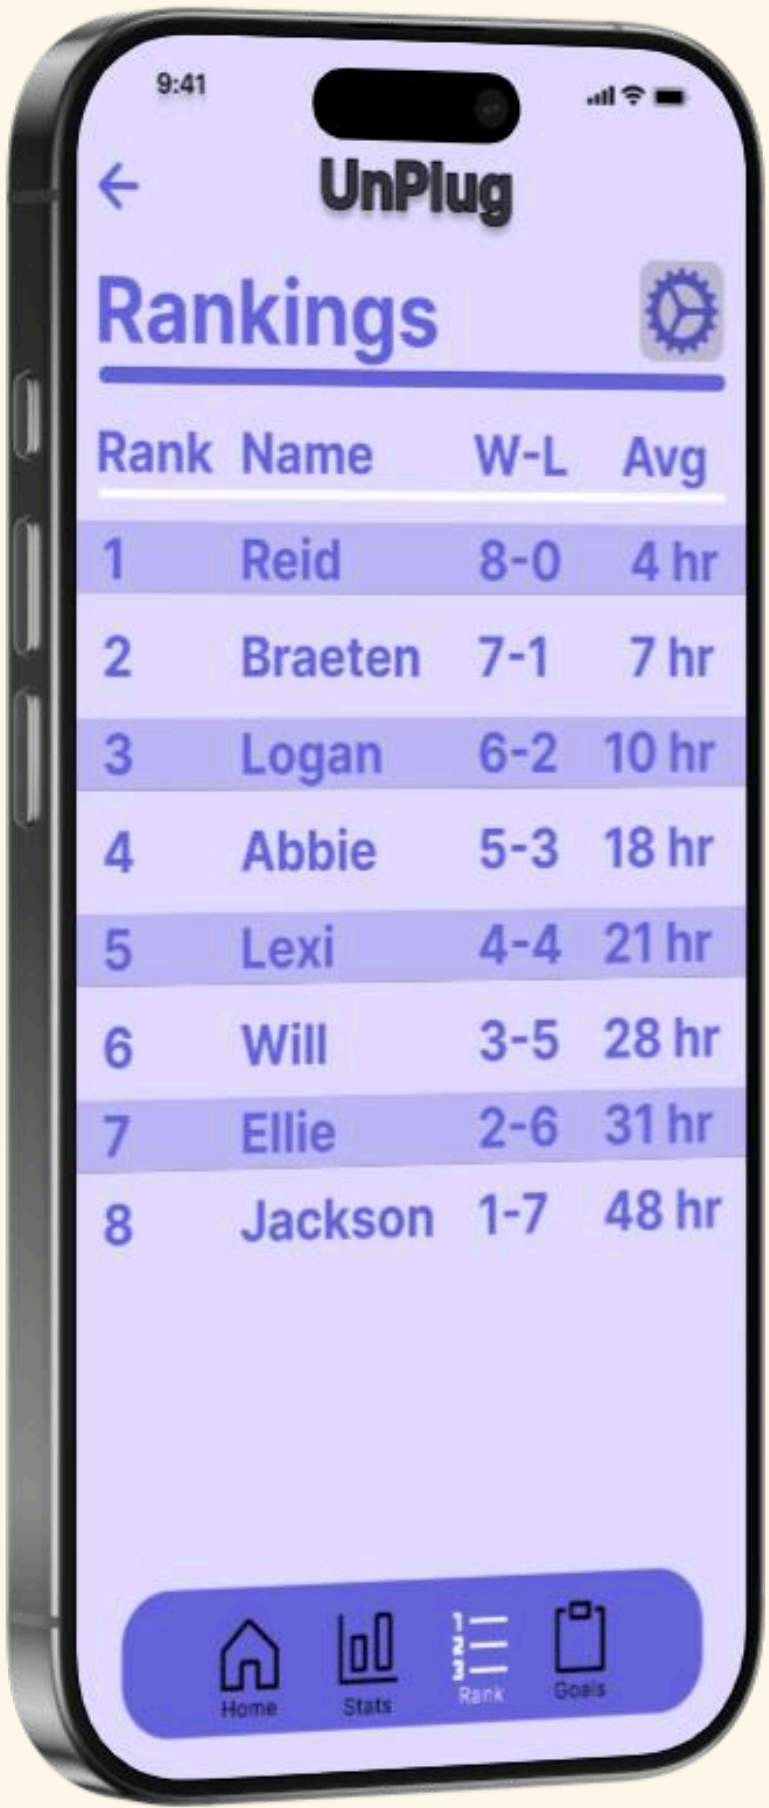 9:41
UnPlug
Rankings
Rank Name W-L Avg
1 Reid 8-0 4 hr
2 Braeten 7-1 7 hr
3 Logan 6-2 10 hr
4 Abbie 5-3 18 hr
5 Lexi 4-4 21 hr
6 Will 3-5 28 hr
7 Ellie 2-6 31 hr
8 Jackson 1-7 48 hr
1
2
3
Home Stats Rank Goals